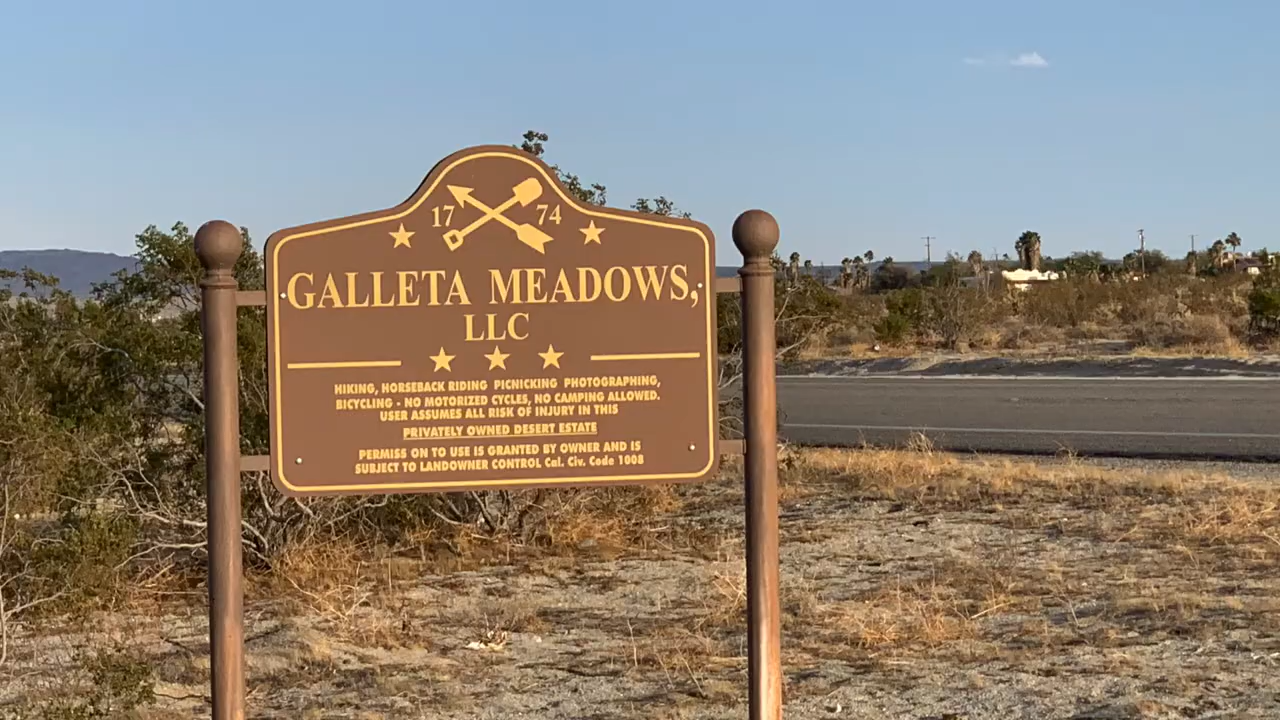 17 74
GALLETA MEADOWS,
LLC
HIKING, HORSEBACK RIDING PICNICKING PHOTOGRAPHING,
BICYCLING - NO MOTORIZED CYCLES, NO CAMPING ALLOWED.
USER ASSUMES ALL RISK OF INJURY IN THIS
PRIVATELY OWNED DESERT ESTATE
PERMISS ON TO USE IS GRANTED BY OWNER AND IS
SUBJECT TO LANDOWNER CONTROL Cal. Civ. Code 1008